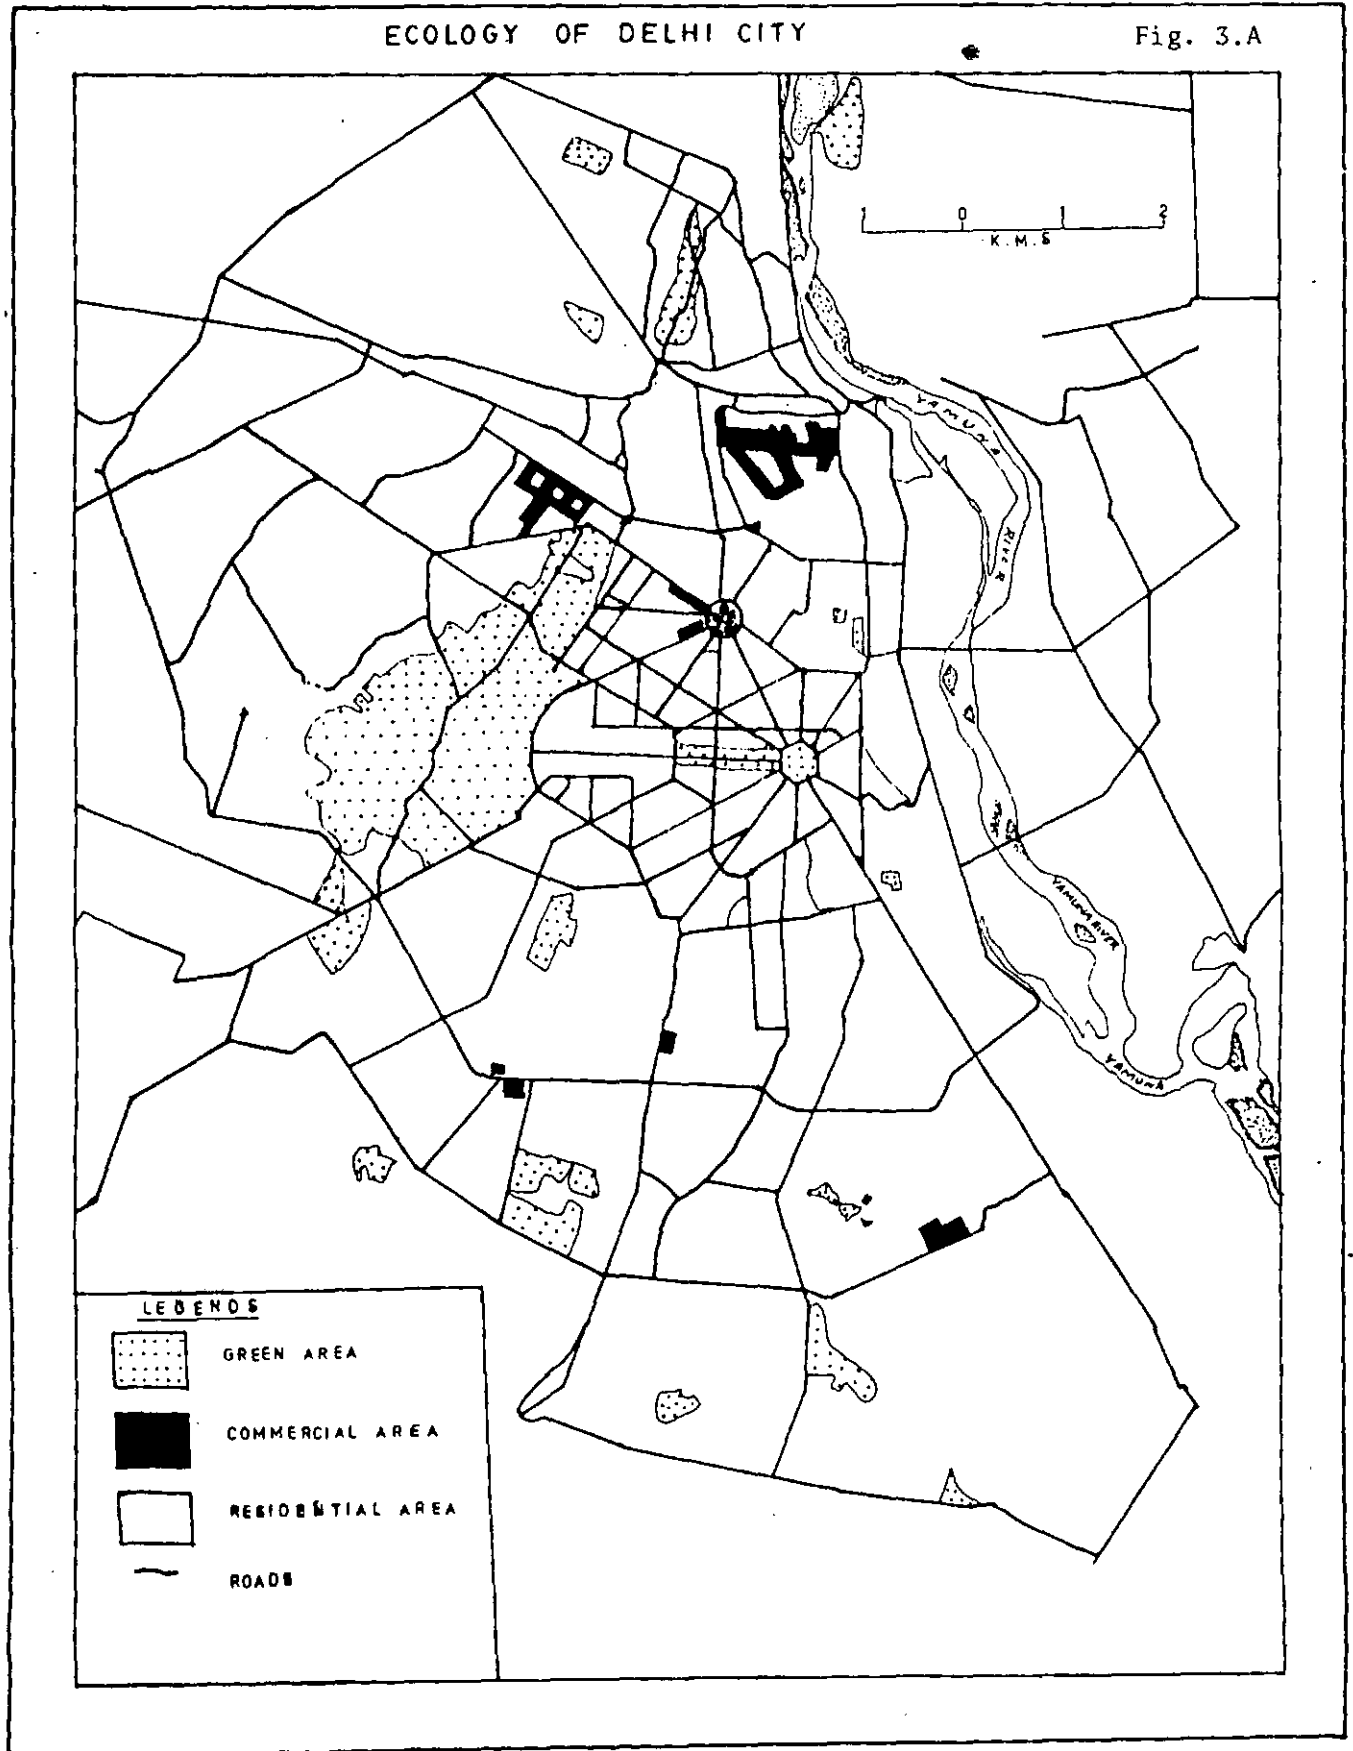 ECOLOGY OF DELHI CITY
Fig. 3.A
1 0 1 2
K.M.S
YAMUNA
RIVER
YAMUNA RIVER
YAMUNA
LEGENDS
GREEN AREA
COMMERCIAL AREA
RESIDENTIAL AREA
ROADS